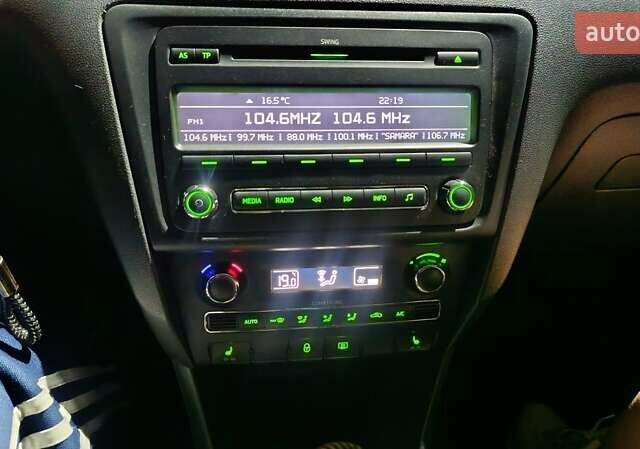 auto
SWING
AS TP
16.5°C 22:19
FM1 104.6MHZ 104.6 MHz
104.6 MHz | 99.7 MHz | 88.0 MHz | 100.1 MHz | "SAMARA" | 106.7 MHz
MEDIA RADIO INFO
19.0
CLIMATRONIC
AUTO A/C